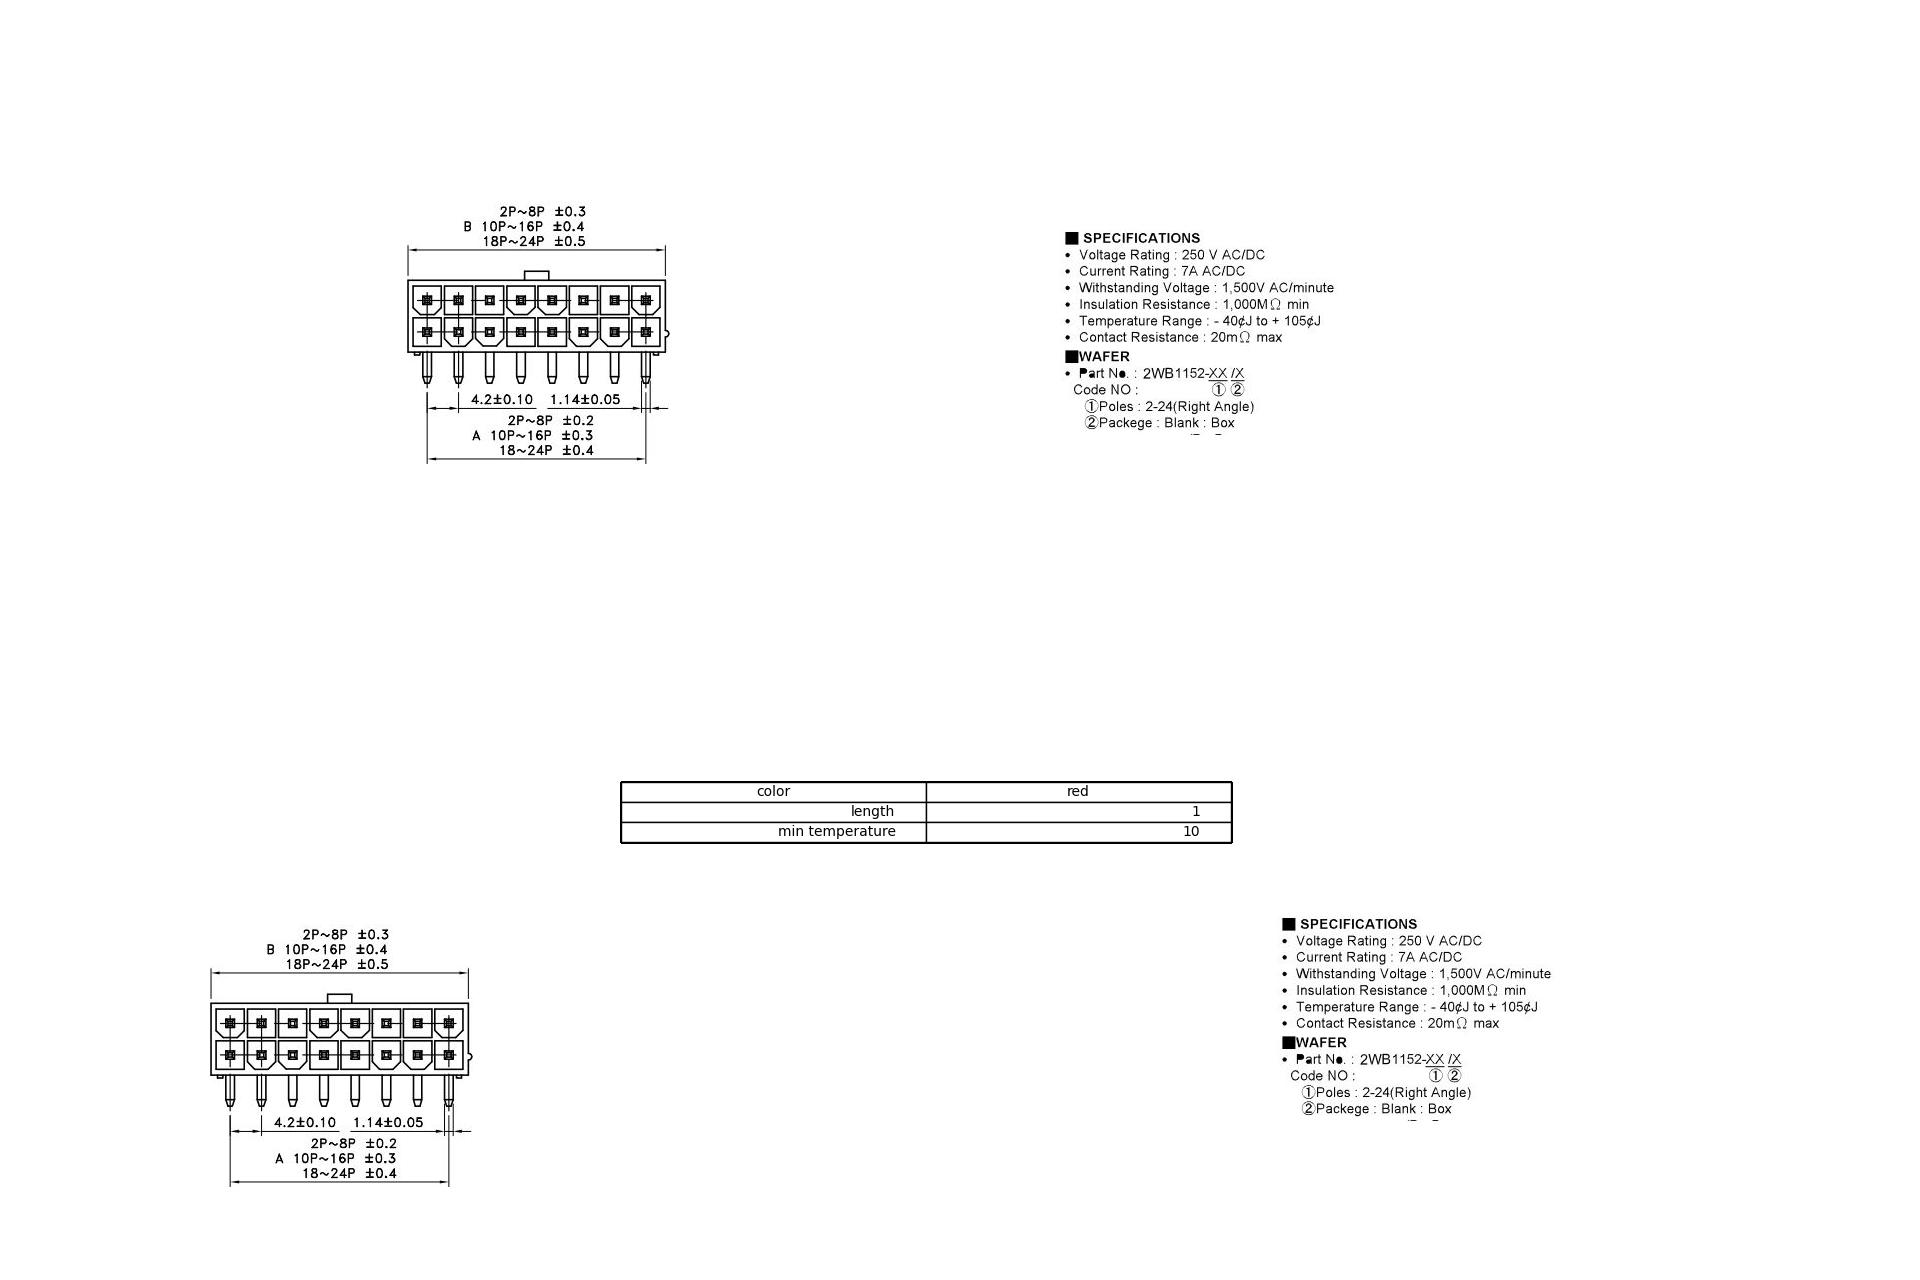 2P~8P ±0.3
B 10P~16P ±0.4
18P~24P ±0.5
4.2±0.10 1.14±0.05
2P~8P ±0.2
A 10P~16P ±0.3
18~24P ±0.4
■ SPECIFICATIONS
• Voltage Rating : 250 V AC/DC
• Current Rating : 7A AC/DC
• Withstanding Voltage : 1,500V AC/minute
• Insulation Resistance : 1,000MΩ min
• Temperature Range : - 40¢J to + 105¢J
• Contact Resistance : 20mΩ max
■WAFER
• Part No. : 2WB1152-XX /X
Code NO : ① ②
①Poles : 2-24(Right Angle)
②Packege : Blank : Box
color red
length 1
min temperature 10
2P~8P ±0.3
B 10P~16P ±0.4
18P~24P ±0.5
4.2±0.10 1.14±0.05
2P~8P ±0.2
A 10P~16P ±0.3
18~24P ±0.4
■ SPECIFICATIONS
• Voltage Rating : 250 V AC/DC
• Current Rating : 7A AC/DC
• Withstanding Voltage : 1,500V AC/minute
• Insulation Resistance : 1,000MΩ min
• Temperature Range : - 40¢J to + 105¢J
• Contact Resistance : 20mΩ max
■WAFER
• Part No. : 2WB1152-XX /X
Code NO : ① ②
①Poles : 2-24(Right Angle)
②Packege : Blank : Box